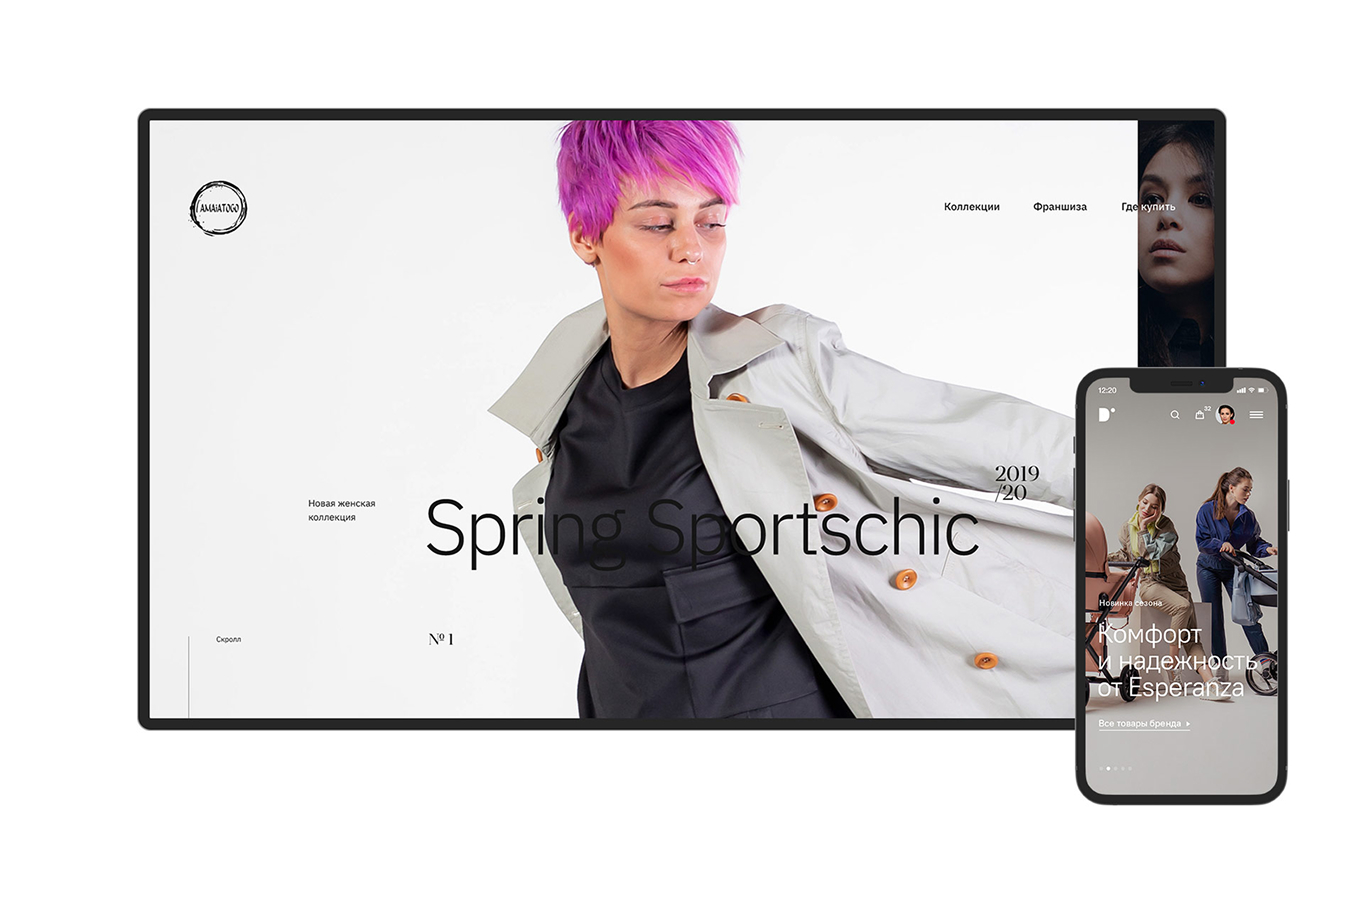 AMAiATOGO
Коллекции
Франшиза
Где купить
2019
/20
Новая женская
коллекция
Spring Sportschic
Скролл
№ 1
12:20
32
Новинка сезона
Комфорт
и надежность
от Esperanza
Все товары бренда